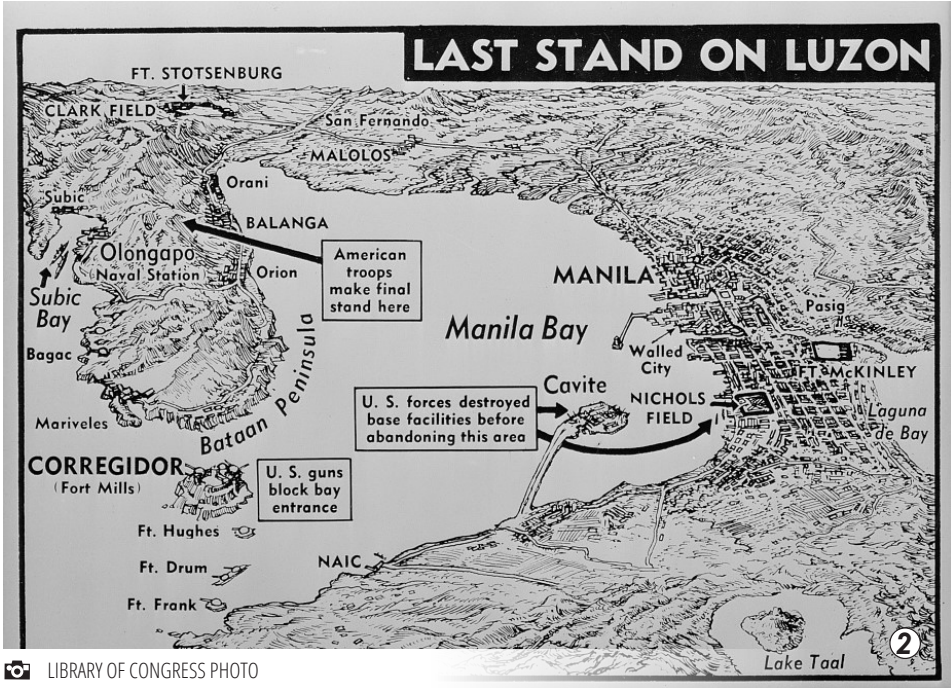 LAST STAND ON LUZON
FT. STOTSENBURG
CLARK FIELD
San Fernando
MALOLOS
Orani
Subic
BALANGA
American
troops
make final
stand here
Olongapo
(Naval Station)
Orion
Subic
Bay
MANILA
Pasig
Manila Bay
Walled
City
Bagac
Bataan Peninsula
Cavite
FT. McKINLEY
NICHOLS
FIELD
U. S. forces destroyed
base facilities before
abandoning this area
Laguna
de Bay
Mariveles
CORREGIDOR
(Fort Mills)
U. S. guns
block bay
entrance
Ft. Hughes
Ft. Drum
NAIC
Ft. Frank
Lake Taal
2
LIBRARY OF CONGRESS PHOTO